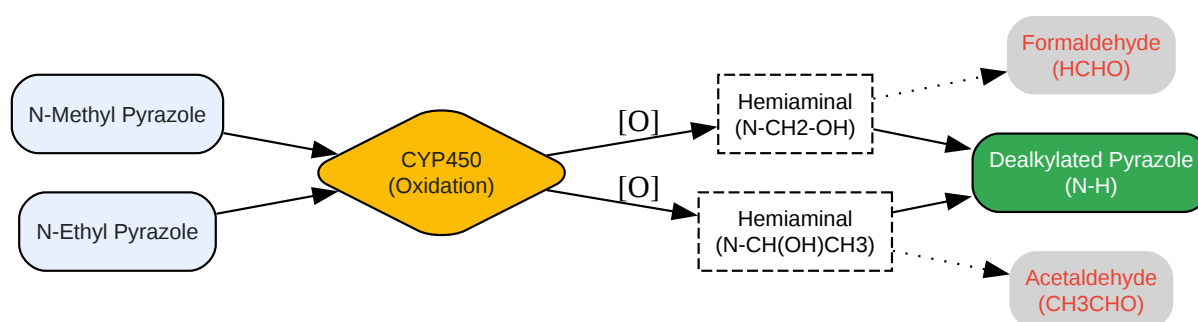 N-Methyl Pyrazole
N-Ethyl Pyrazole
CYP450
(Oxidation)
[O]
[O]
Hemiaminal
(N-CH2-OH)
Hemiaminal
(N-CH(OH)CH3)
Formaldehyde
(HCHO)
Dealkylated Pyrazole
(N-H)
Acetaldehyde
(CH3CHO)